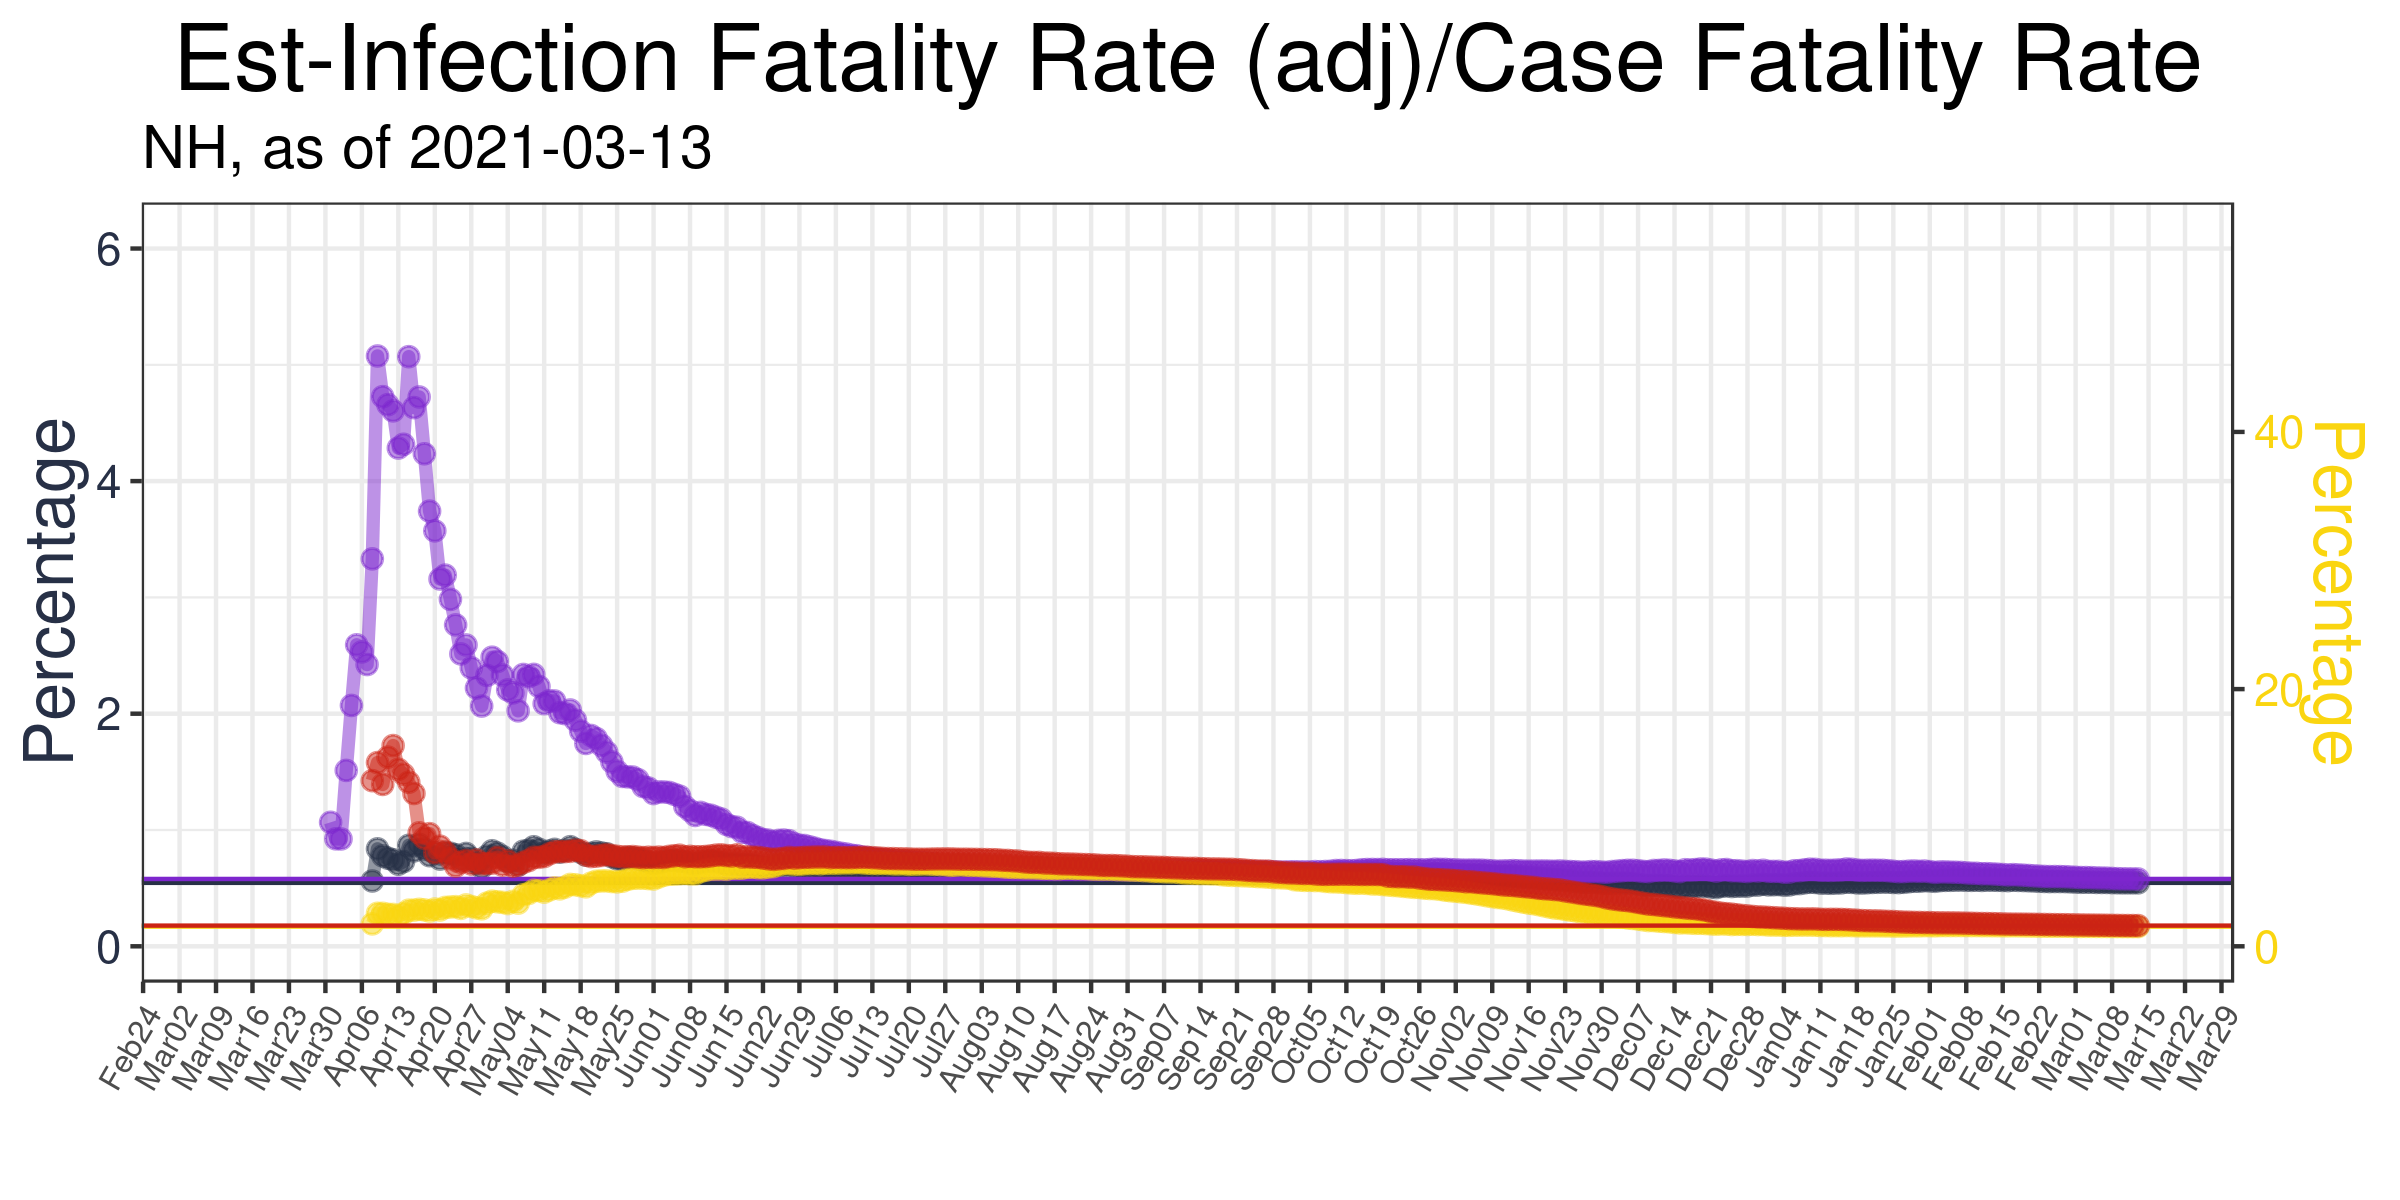 Est-Infection Fatality Rate (adj)/Case Fatality Rate
NH, as of 2021-03-13
Percentage
6
4
2
0
40
20
0
Percentage
Feb24
Mar02
Mar09
Mar16
Mar23
Mar30
Apr06
Apr13
Apr20
Apr27
May04
May11
May18
May25
Jun01
Jun08
Jun15
Jun22
Jun29
Jul06
Jul13
Jul20
Jul27
Aug03
Aug10
Aug17
Aug24
Aug31
Sep07
Sep14
Sep21
Sep28
Oct05
Oct12
Oct19
Oct26
Nov02
Nov09
Nov16
Nov23
Nov30
Dec07
Dec14
Dec21
Dec28
Jan04
Jan11
Jan18
Jan25
Feb01
Feb08
Feb15
Feb22
Mar01
Mar08
Mar15
Mar22
Mar29